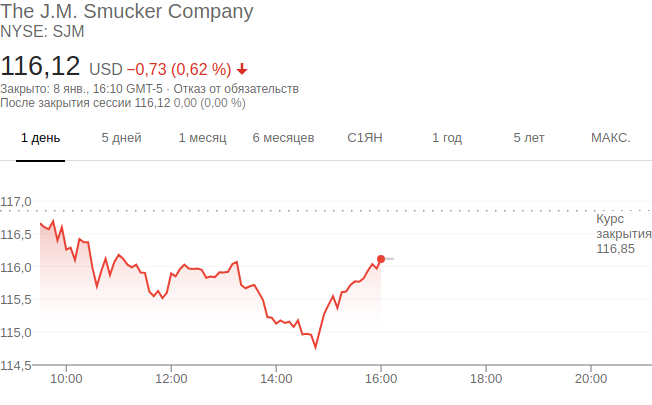 The J.M. Smucker Company
NYSE: SJM
116,12 USD −0,73 (0,62 %)
Закрыто: 8 янв., 16:10 GMT-5 · Отказ от обязательств
После закрытия сессии 116,12 0,00 (0,00 %)
1 день 5 дней 1 месяц 6 месяцев С1ЯН 1 год 5 лет МАКС.
117,0
Курс
закрытия
116,85
116,5
116,0
115,5
115,0
114,5
10:00 12:00 14:00 16:00 18:00 20:00